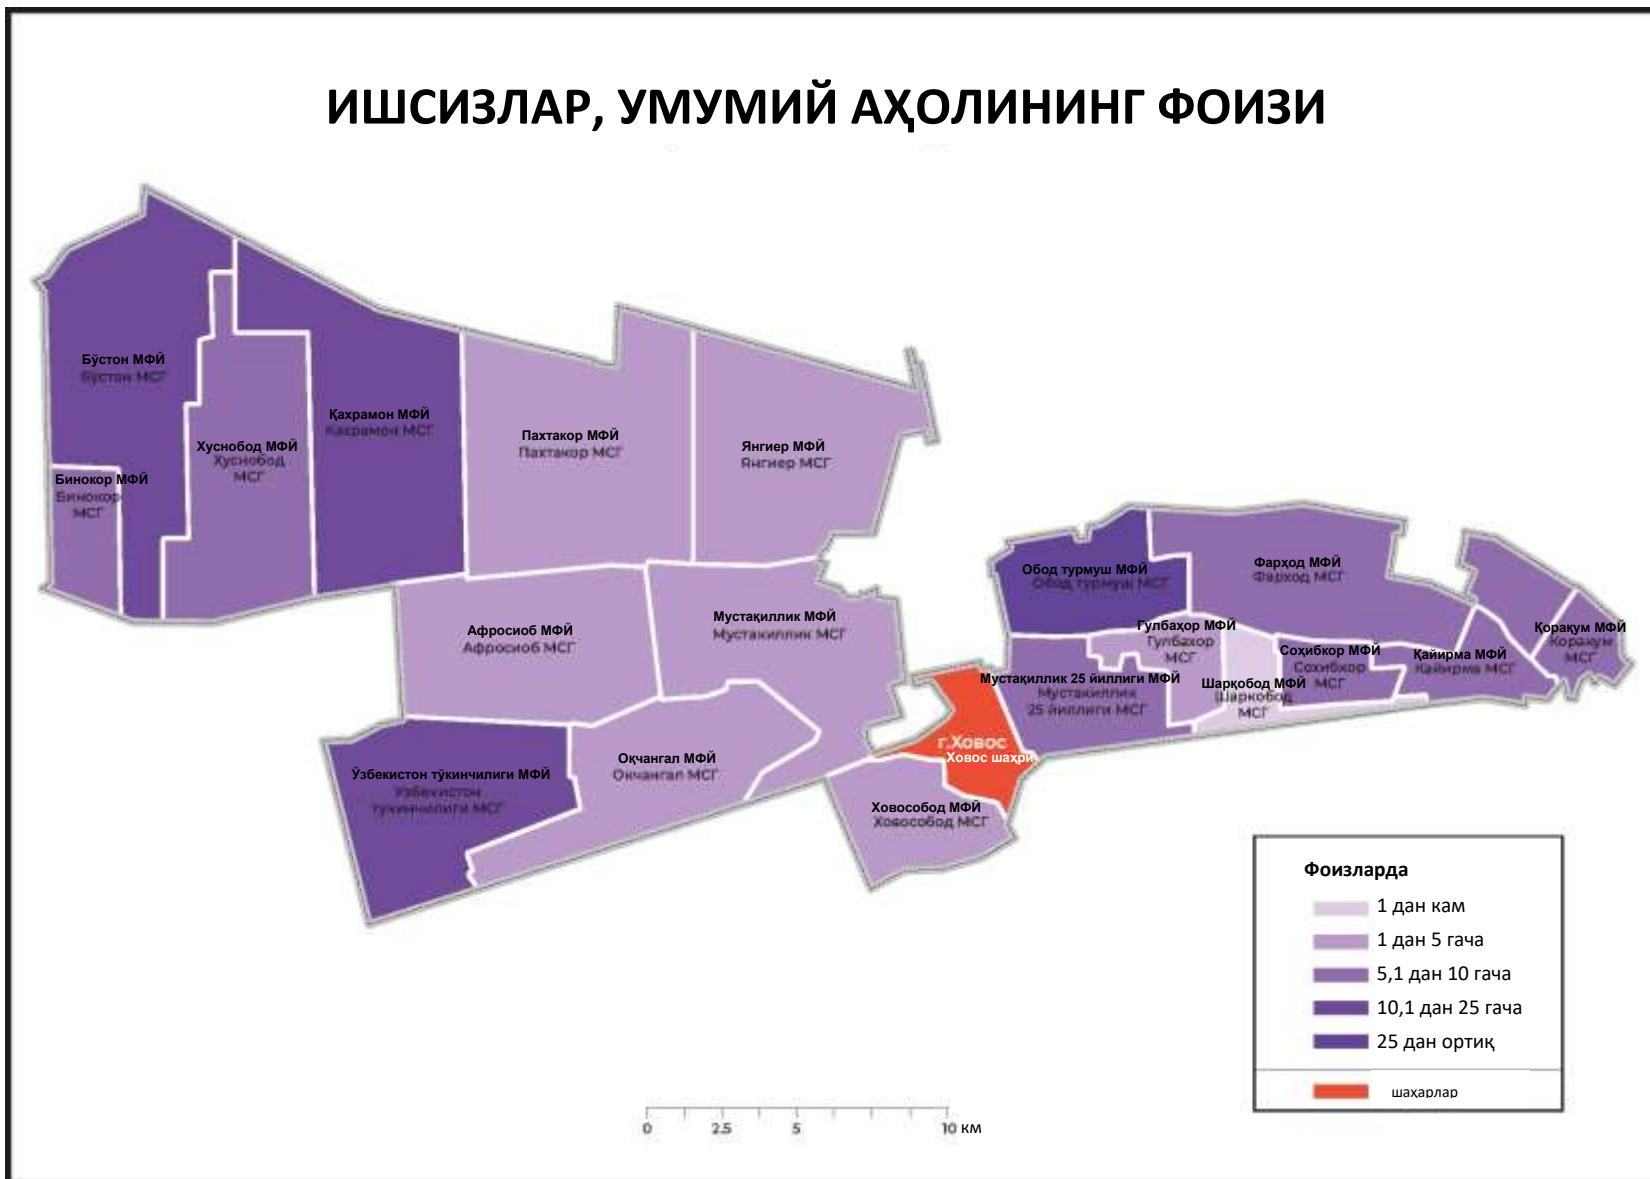 ИШСИЗЛАР, УМУМИЙ АҲОЛИНИНГ ФОИЗИ
Бўстон МФЙ
Бустан МСГ
Қахрамон МФЙ
Кахрамон МСГ
Хуснобод МФЙ
Хуснобод
МСГ
Бинокор МФЙ
Бинокор
МСГ
Пахтакор МФЙ
Пахтакор МСГ
Янгиер МФЙ
Янгиер МСГ
Афросиоб МФЙ
Афросиоб МСГ
Мустақиллик МФЙ
Мустакиллик МСГ
Ўзбекистон тўкинчилиги МФЙ
Узбекистон
тукинчилиги МСГ
Оқчангал МФЙ
Окчангал МСГ
Ховособод МФЙ
Ховособод МСГ
г.Ховос
Ховос шаҳри
Обод турмуш МФЙ
Обод турмуш МСГ
Фарҳод МФЙ
Фарход МСГ
Гулбаҳор МФЙ
Гулбахор
МСГ
Мустақиллик 25 йиллиги МФЙ
Мустакиллик
25 йиллиги МСГ
Шарқобод МФЙ
Шаркобод
МСГ
Соҳибкор МФЙ
Сохибкор
МСГ
Қайирма МФЙ
Кайирма МСГ
Қорақум МФЙ
Коракум
МСГ
Фоизларда
1 дан кам
1 дан 5 гача
5,1 дан 10 гача
10,1 дан 25 гача
25 дан ортиқ
шаҳарлар
0 2.5 5 10 км